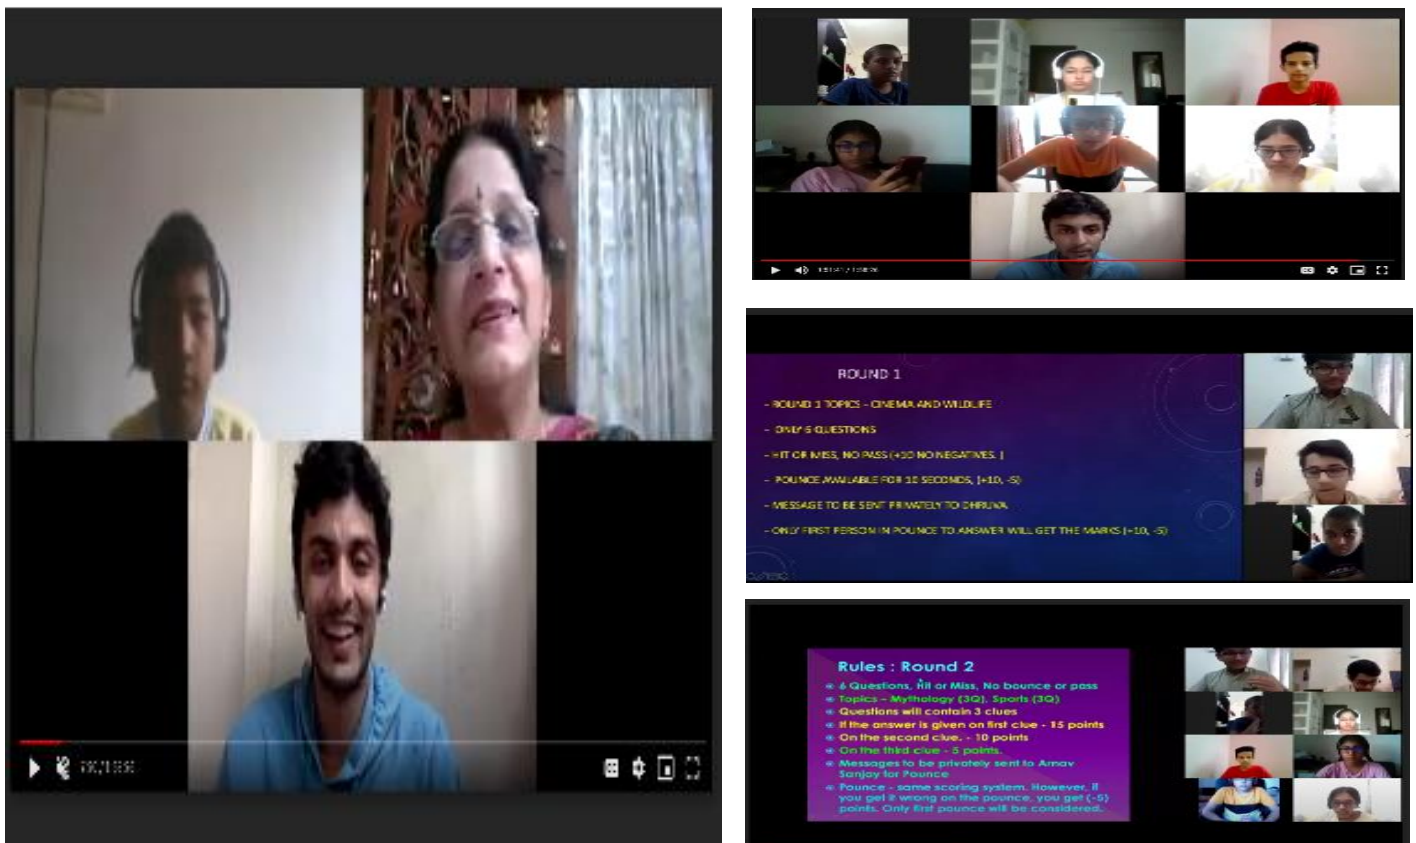 ROUND 1
- ROUND 1 TOPICS - CINEMA AND WILDLIFE
- ONLY 6 QUESTIONS
- HIT OR MISS, NO PASS (+10 NO NEGATIVES. )
- POUNCE AVAILABLE FOR 10 SECONDS, (+10, -5)
- MESSAGE TO BE SENT PRIVATELY TO DHRUVA
- ONLY FIRST PERSON IN POUNCE TO ANSWER WILL GET THE MARKS (+10, -5)
Rules : Round 2
6 Questions, Hit or Miss, No bounce or pass
Topics - Mythology (3Q), Sports (3Q)
Questions will contain 3 clues
If the answer is given on first clue - 15 points
On the second clue, - 10 points
On the third clue - 5 points.
Messages to be privately sent to Arnav
Sanjay for Pounce
Pounce - same scoring system. However, if
you get it wrong on the pounce, you get (-5)
points. Only first pounce will be considered.